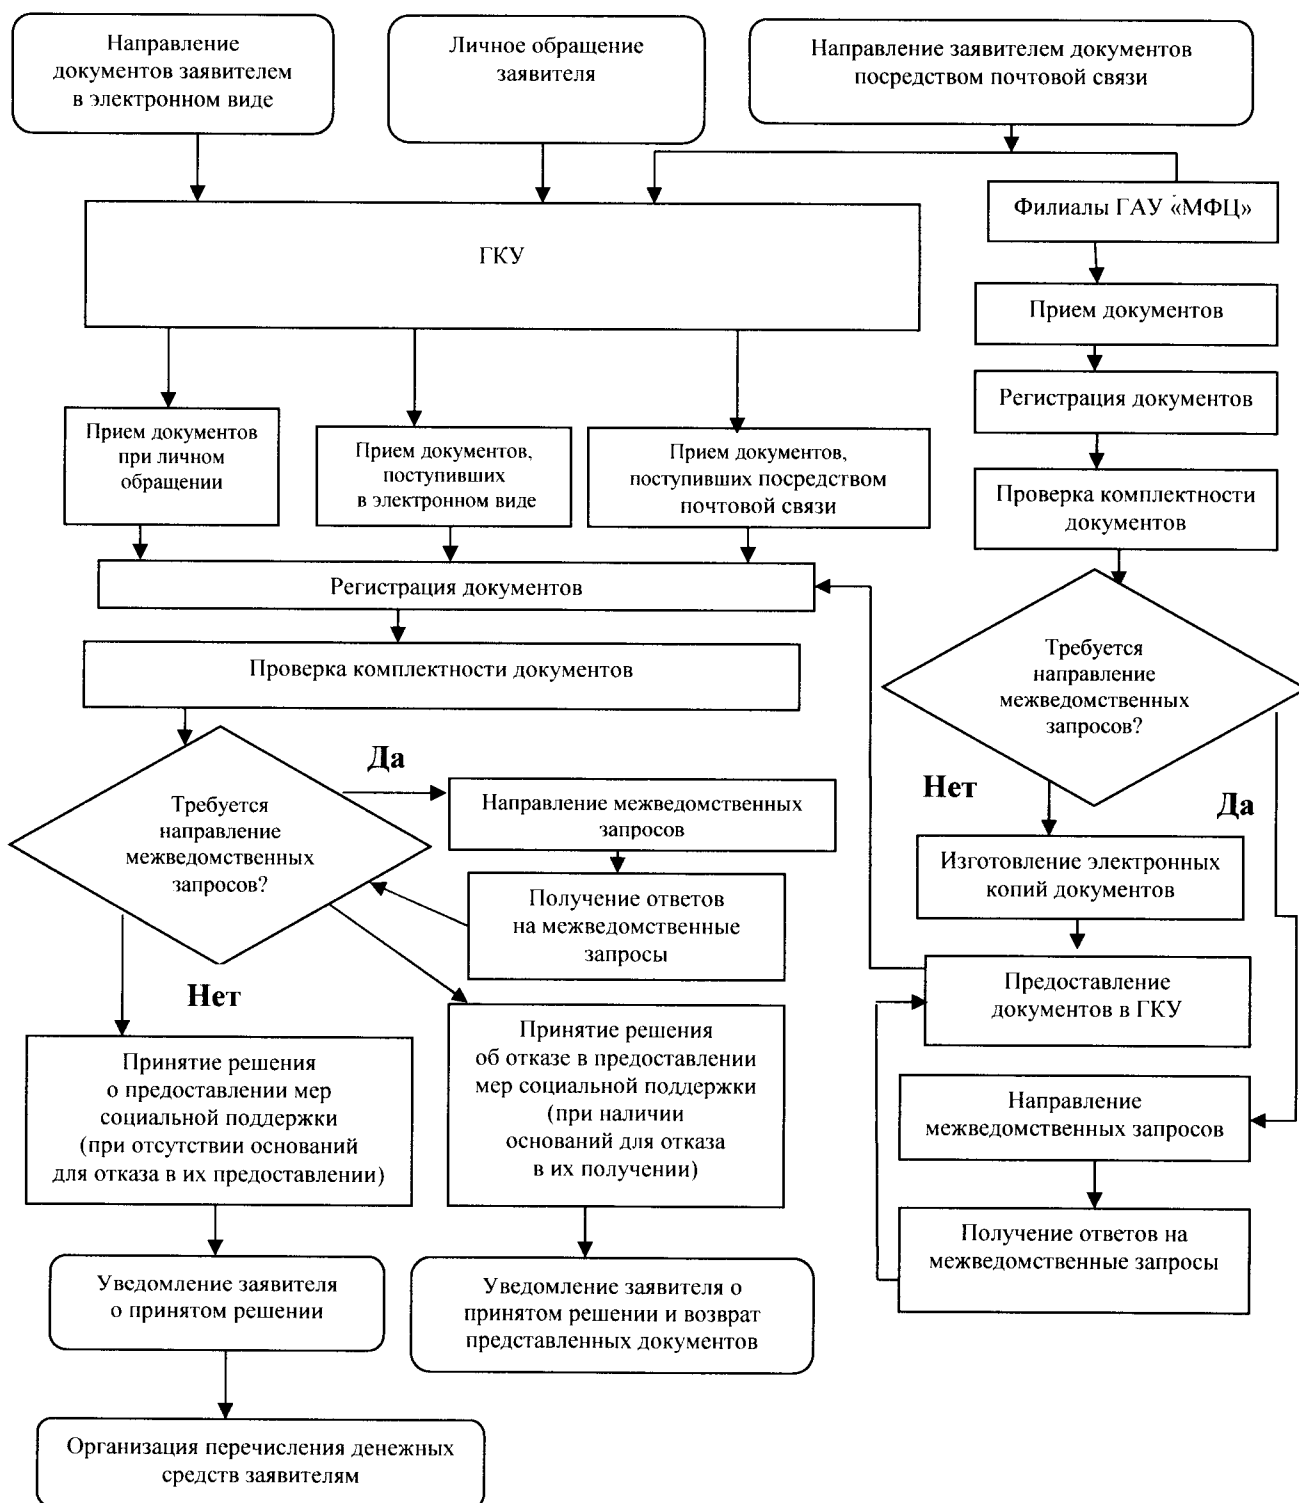 Направление
документов заявителем
в электронном виде
Личное обращение
заявителя
Направление заявителем документов
посредством почтовой связи
Филиалы ГАУ «МФЦ»
ГКУ
Прием документов
Регистрация документов
Прием документов
при личном
обращении
Прием документов,
поступивших
в электронном виде
Прием документов,
поступивших посредством
почтовой связи
Проверка комплектности
документов
Регистрация документов
Проверка комплектности документов
Требуется
направление
межведомственных
запросов?
Нет
Да
Требуется
направление
межведомственных
запросов?
Да
Направление межведомственных
запросов
Получение ответов
на межведомственные
запросы
Нет
Изготовление электронных
копий документов
Предоставление
документов в ГКУ
Принятие решения
о предоставлении мер
социальной поддержки
(при отсутствии оснований
для отказа в их предоставлении)
Принятие решения
об отказе в предоставлении
мер социальной поддержки
(при наличии
оснований для отказа
в их получении)
Направление
межведомственных запросов
Получение ответов на
межведомственные запросы
Уведомление заявителя
о принятом решении
Уведомление заявителя о
принятом решении и возврат
представленных документов
Организация перечисления денежных
средств заявителям